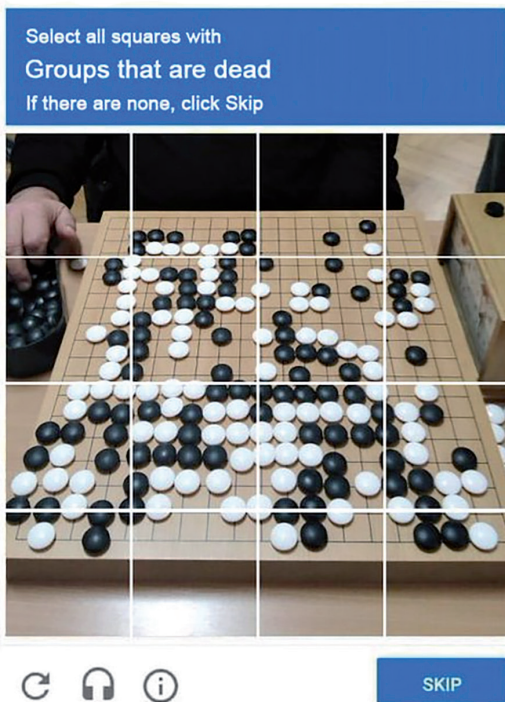 Select all squares with
Groups that are dead
If there are none, click Skip
SKIP